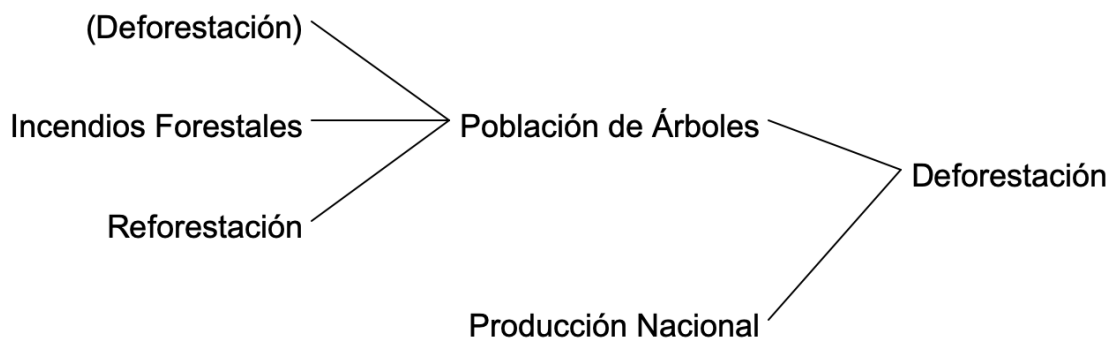 (Deforestación)
Incendios Forestales
Población de Árboles
Deforestación
Reforestación
Producción Nacional